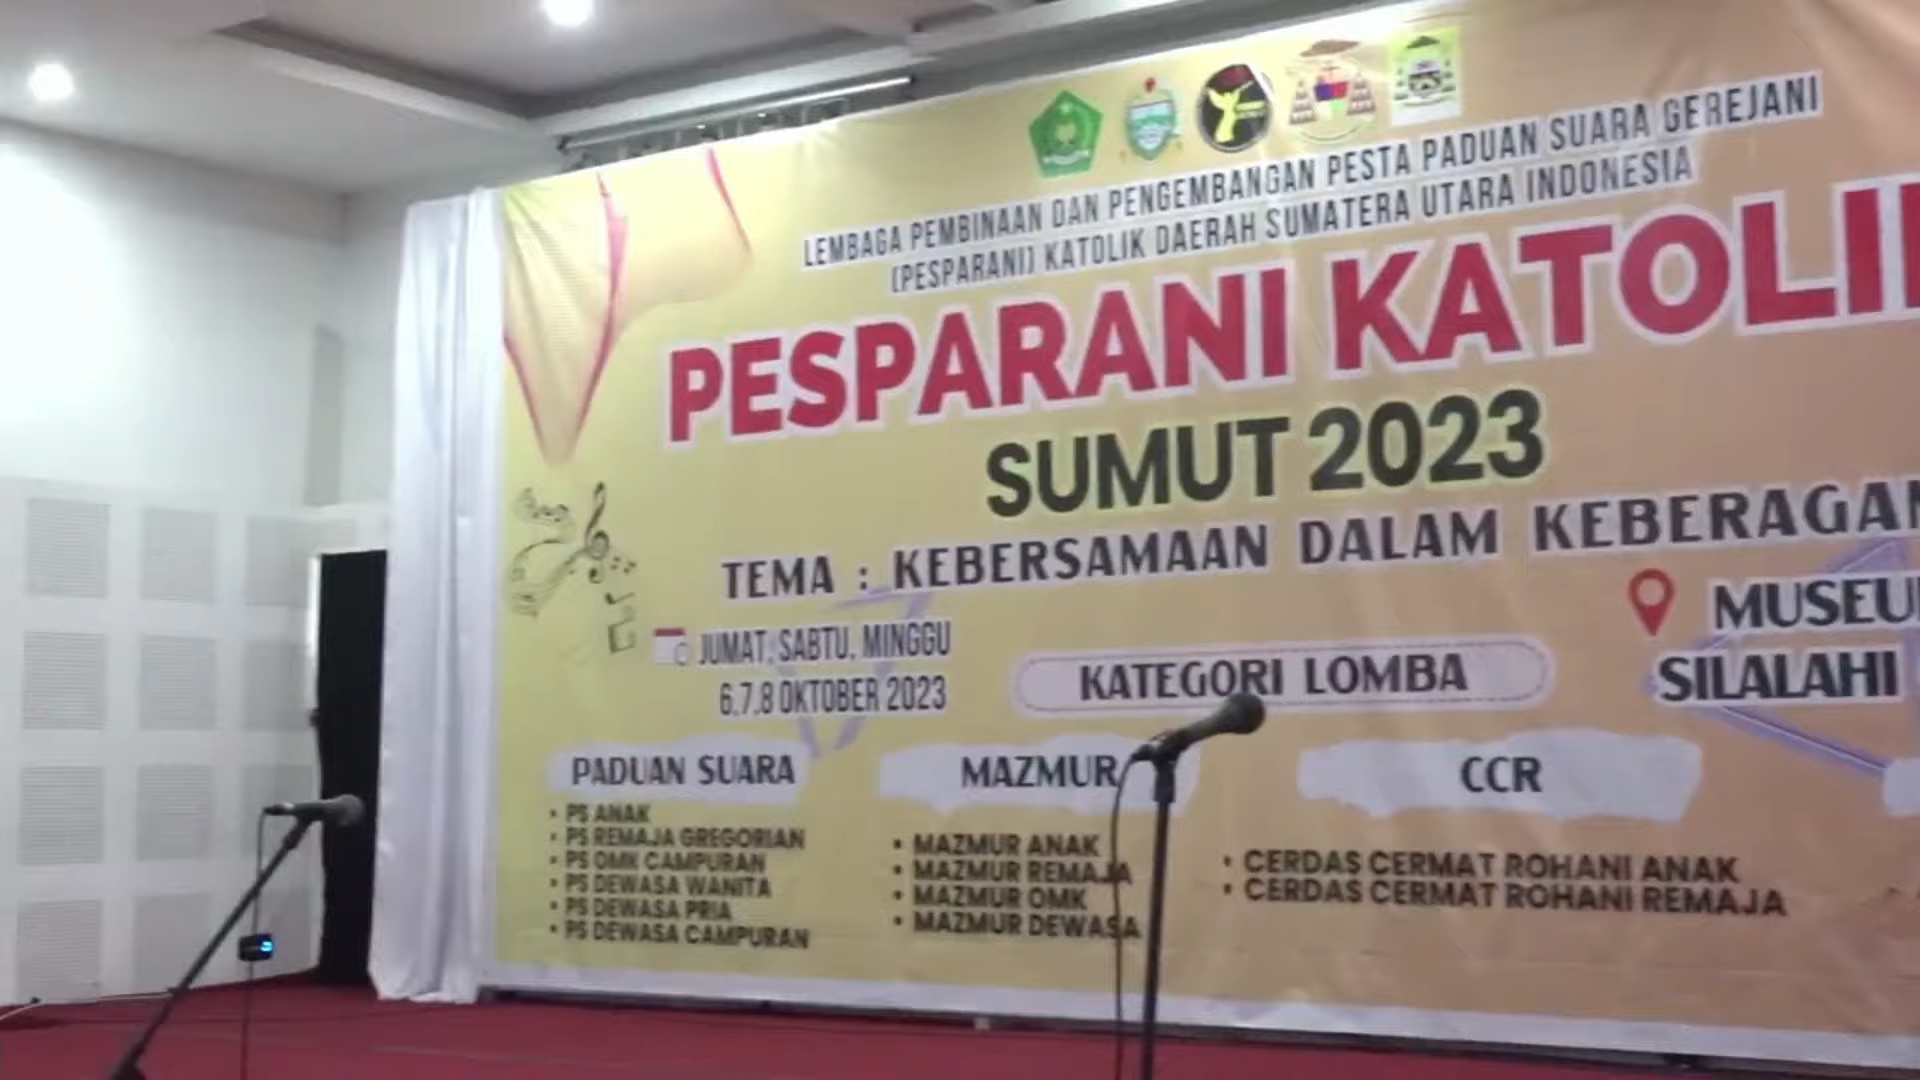 LEMBAGA PEMBINAAN DAN PENGEMBANGAN PESTA PADUAN SUARA GEREJANI
(PESPARANI) KATOLIK DAERAH SUMATERA UTARA INDONESIA
PESPARANI KATOLIK
SUMUT 2023
TEMA : KEBERSAMAAN DALAM KEBERAGAM
JUMAT, SABTU, MINGGU
6,7,8 OKTOBER 2023
KATEGORI LOMBA
MUSEU
SILALAHI
PADUAN SUARA
• PS ANAK
• PS REMAJA GREGORIAN
• PS OMK CAMPURAN
• PS DEWASA WANITA
• PS DEWASA PRIA
• PS DEWASA CAMPURAN
MAZMUR
• MAZMUR ANAK
• MAZMUR REMAJA
• MAZMUR OMK
• MAZMUR DEWASA
CCR
• CERDAS CERMAT ROHANI ANAK
• CERDAS CERMAT ROHANI REMAJA